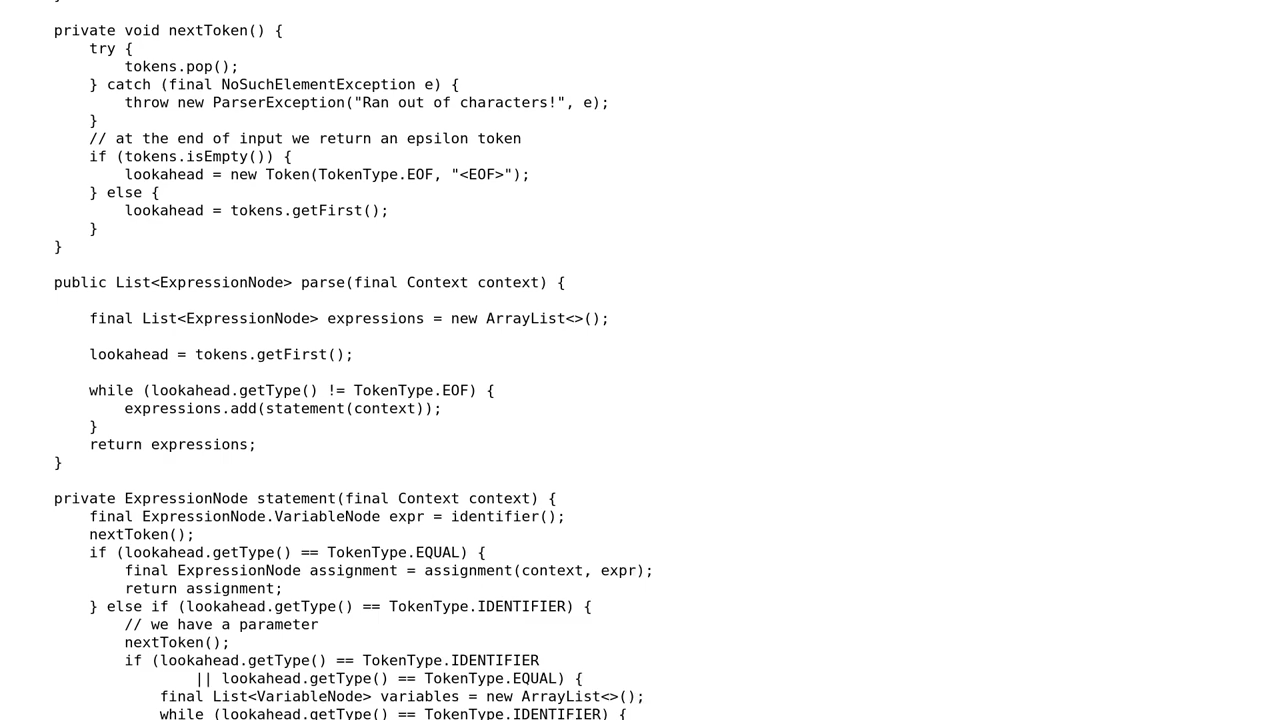 private void nextToken() {
try {
tokens.pop();
} catch (final NoSuchElementException e) {
throw new ParserException("Ran out of characters!", e);
}
// at the end of input we return an epsilon token
if (tokens.isEmpty()) {
lookahead = new Token(TokenType.EOF, "<EOF>");
} else {
lookahead = tokens.getFirst();
}
}
public List<ExpressionNode> parse(final Context context) {
final List<ExpressionNode> expressions = new ArrayList<>();
lookahead = tokens.getFirst();
while (lookahead.getType() != TokenType.EOF) {
expressions.add(statement(context));
}
return expressions;
}
private ExpressionNode statement(final Context context) {
final ExpressionNode.VariableNode expr = identifier();
nextToken();
if (lookahead.getType() == TokenType.EQUAL) {
final ExpressionNode assignment = assignment(context, expr);
return assignment;
} else if (lookahead.getType() == TokenType.IDENTIFIER) {
// we have a parameter
nextToken();
if (lookahead.getType() == TokenType.IDENTIFIER
|| lookahead.getType() == TokenType.EQUAL) {
final List<VariableNode> variables = new ArrayList<>();
while (lookahead.getType() == TokenType.IDENTIFIER) {